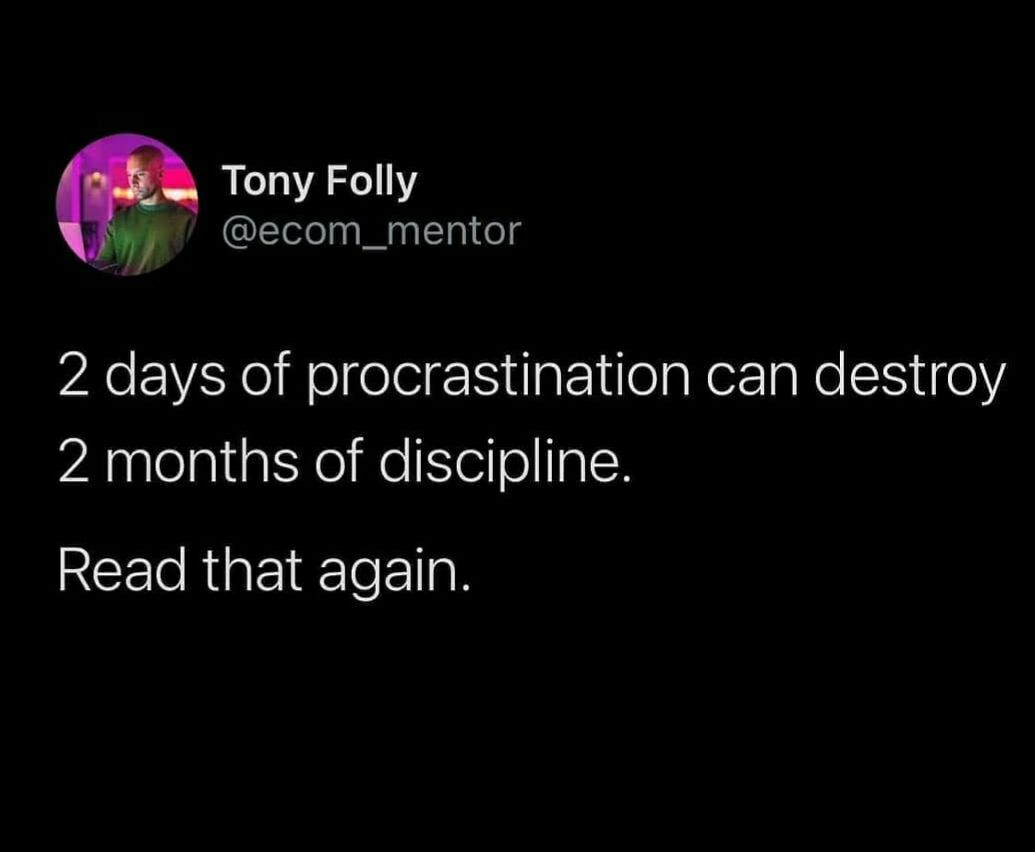 Tony Folly
@ecom_mentor
2 days of procrastination can destroy
2 months of discipline.
Read that again.